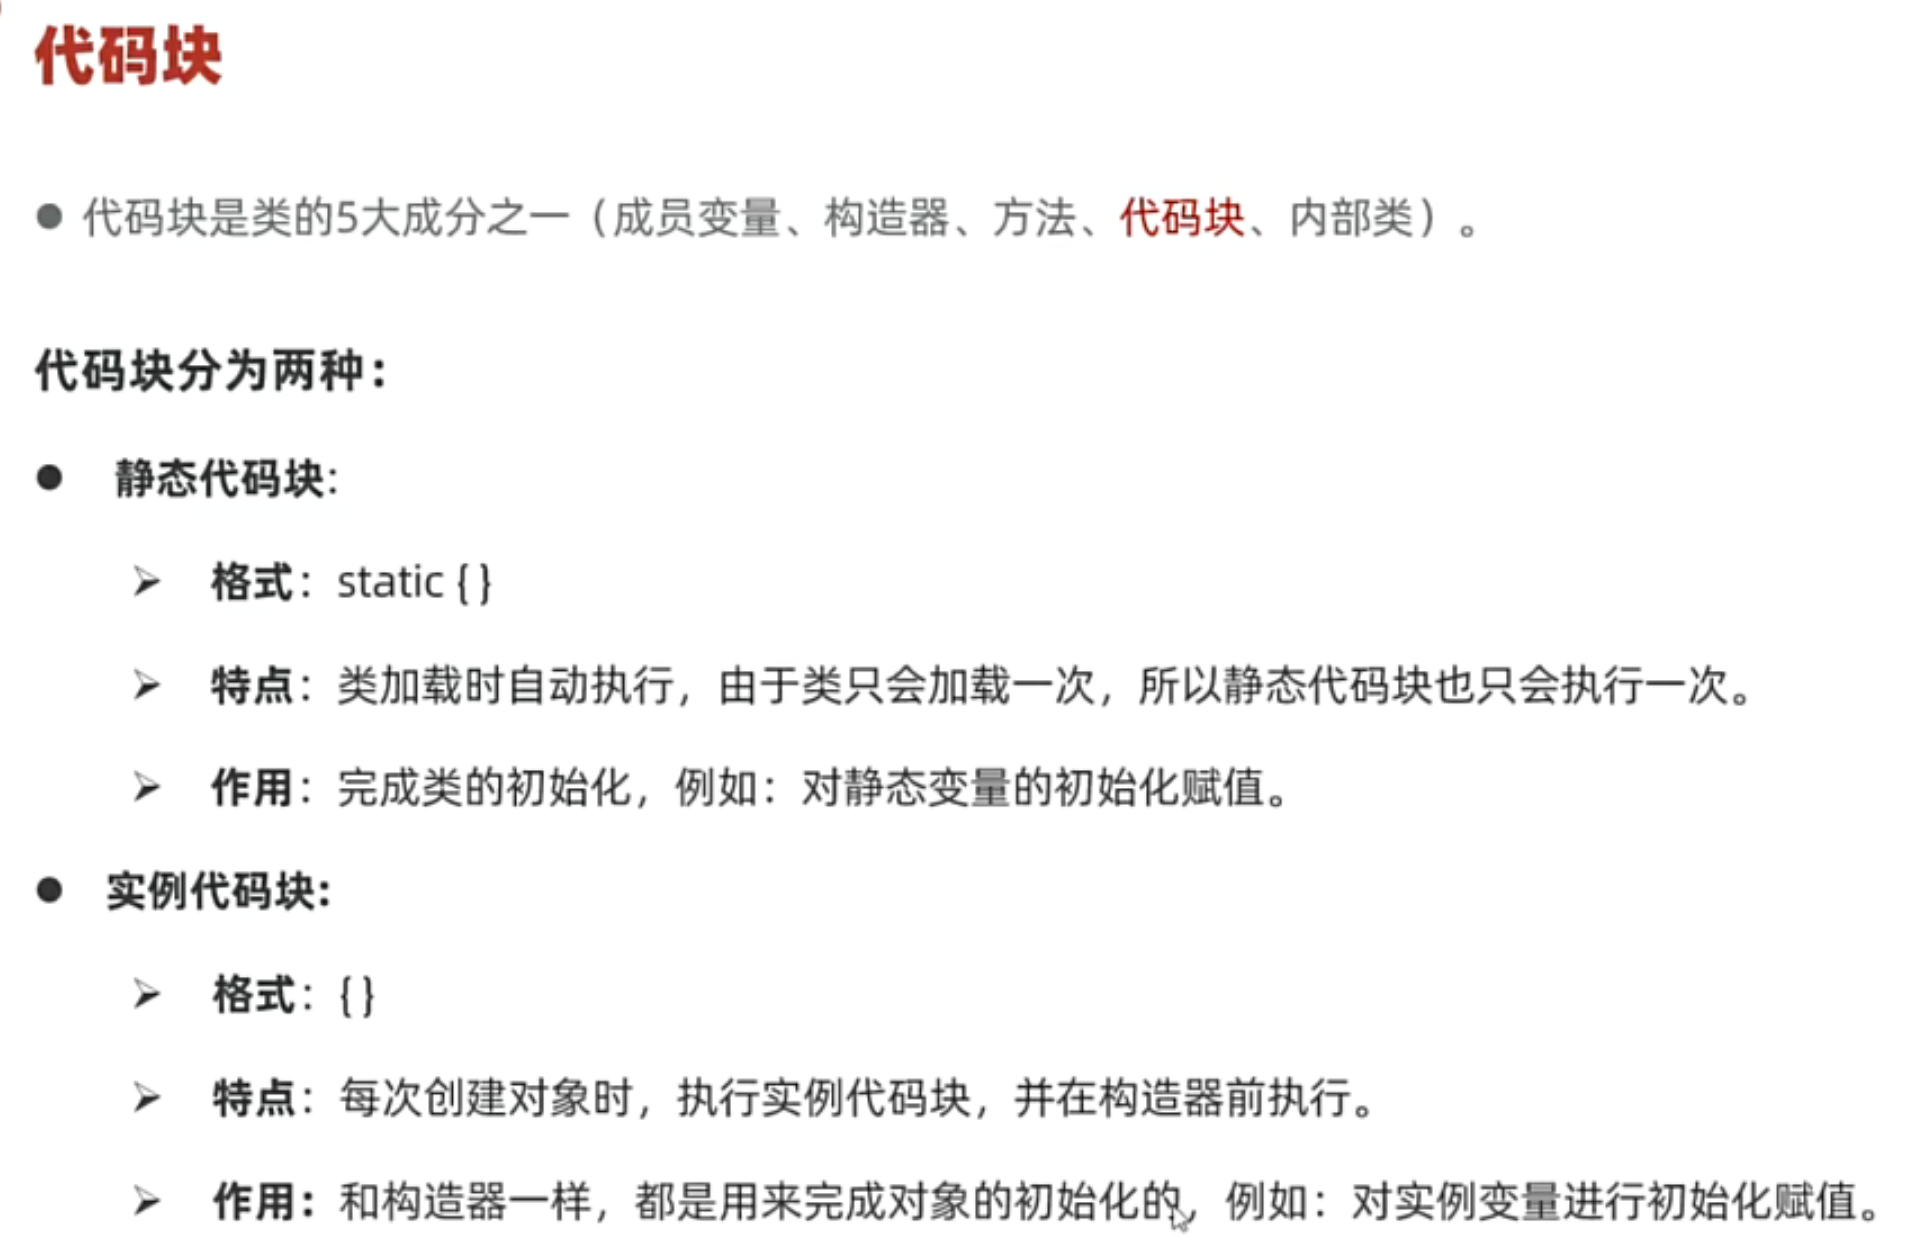 代码块
代码块是类的5大成分之一（成员变量、构造器、方法、代码块、内部类）。
代码块分为两种：
静态代码块：
格式：static { }
特点：类加载时自动执行，由于类只会加载一次，所以静态代码块也只会执行一次。
作用：完成类的初始化，例如：对静态变量的初始化赋值。
实例代码块：
格式：{ }
特点：每次创建对象时，执行实例代码块，并在构造器前执行。
作用：和构造器一样，都是用来完成对象的初始化的，例如：对实例变量进行初始化赋值。